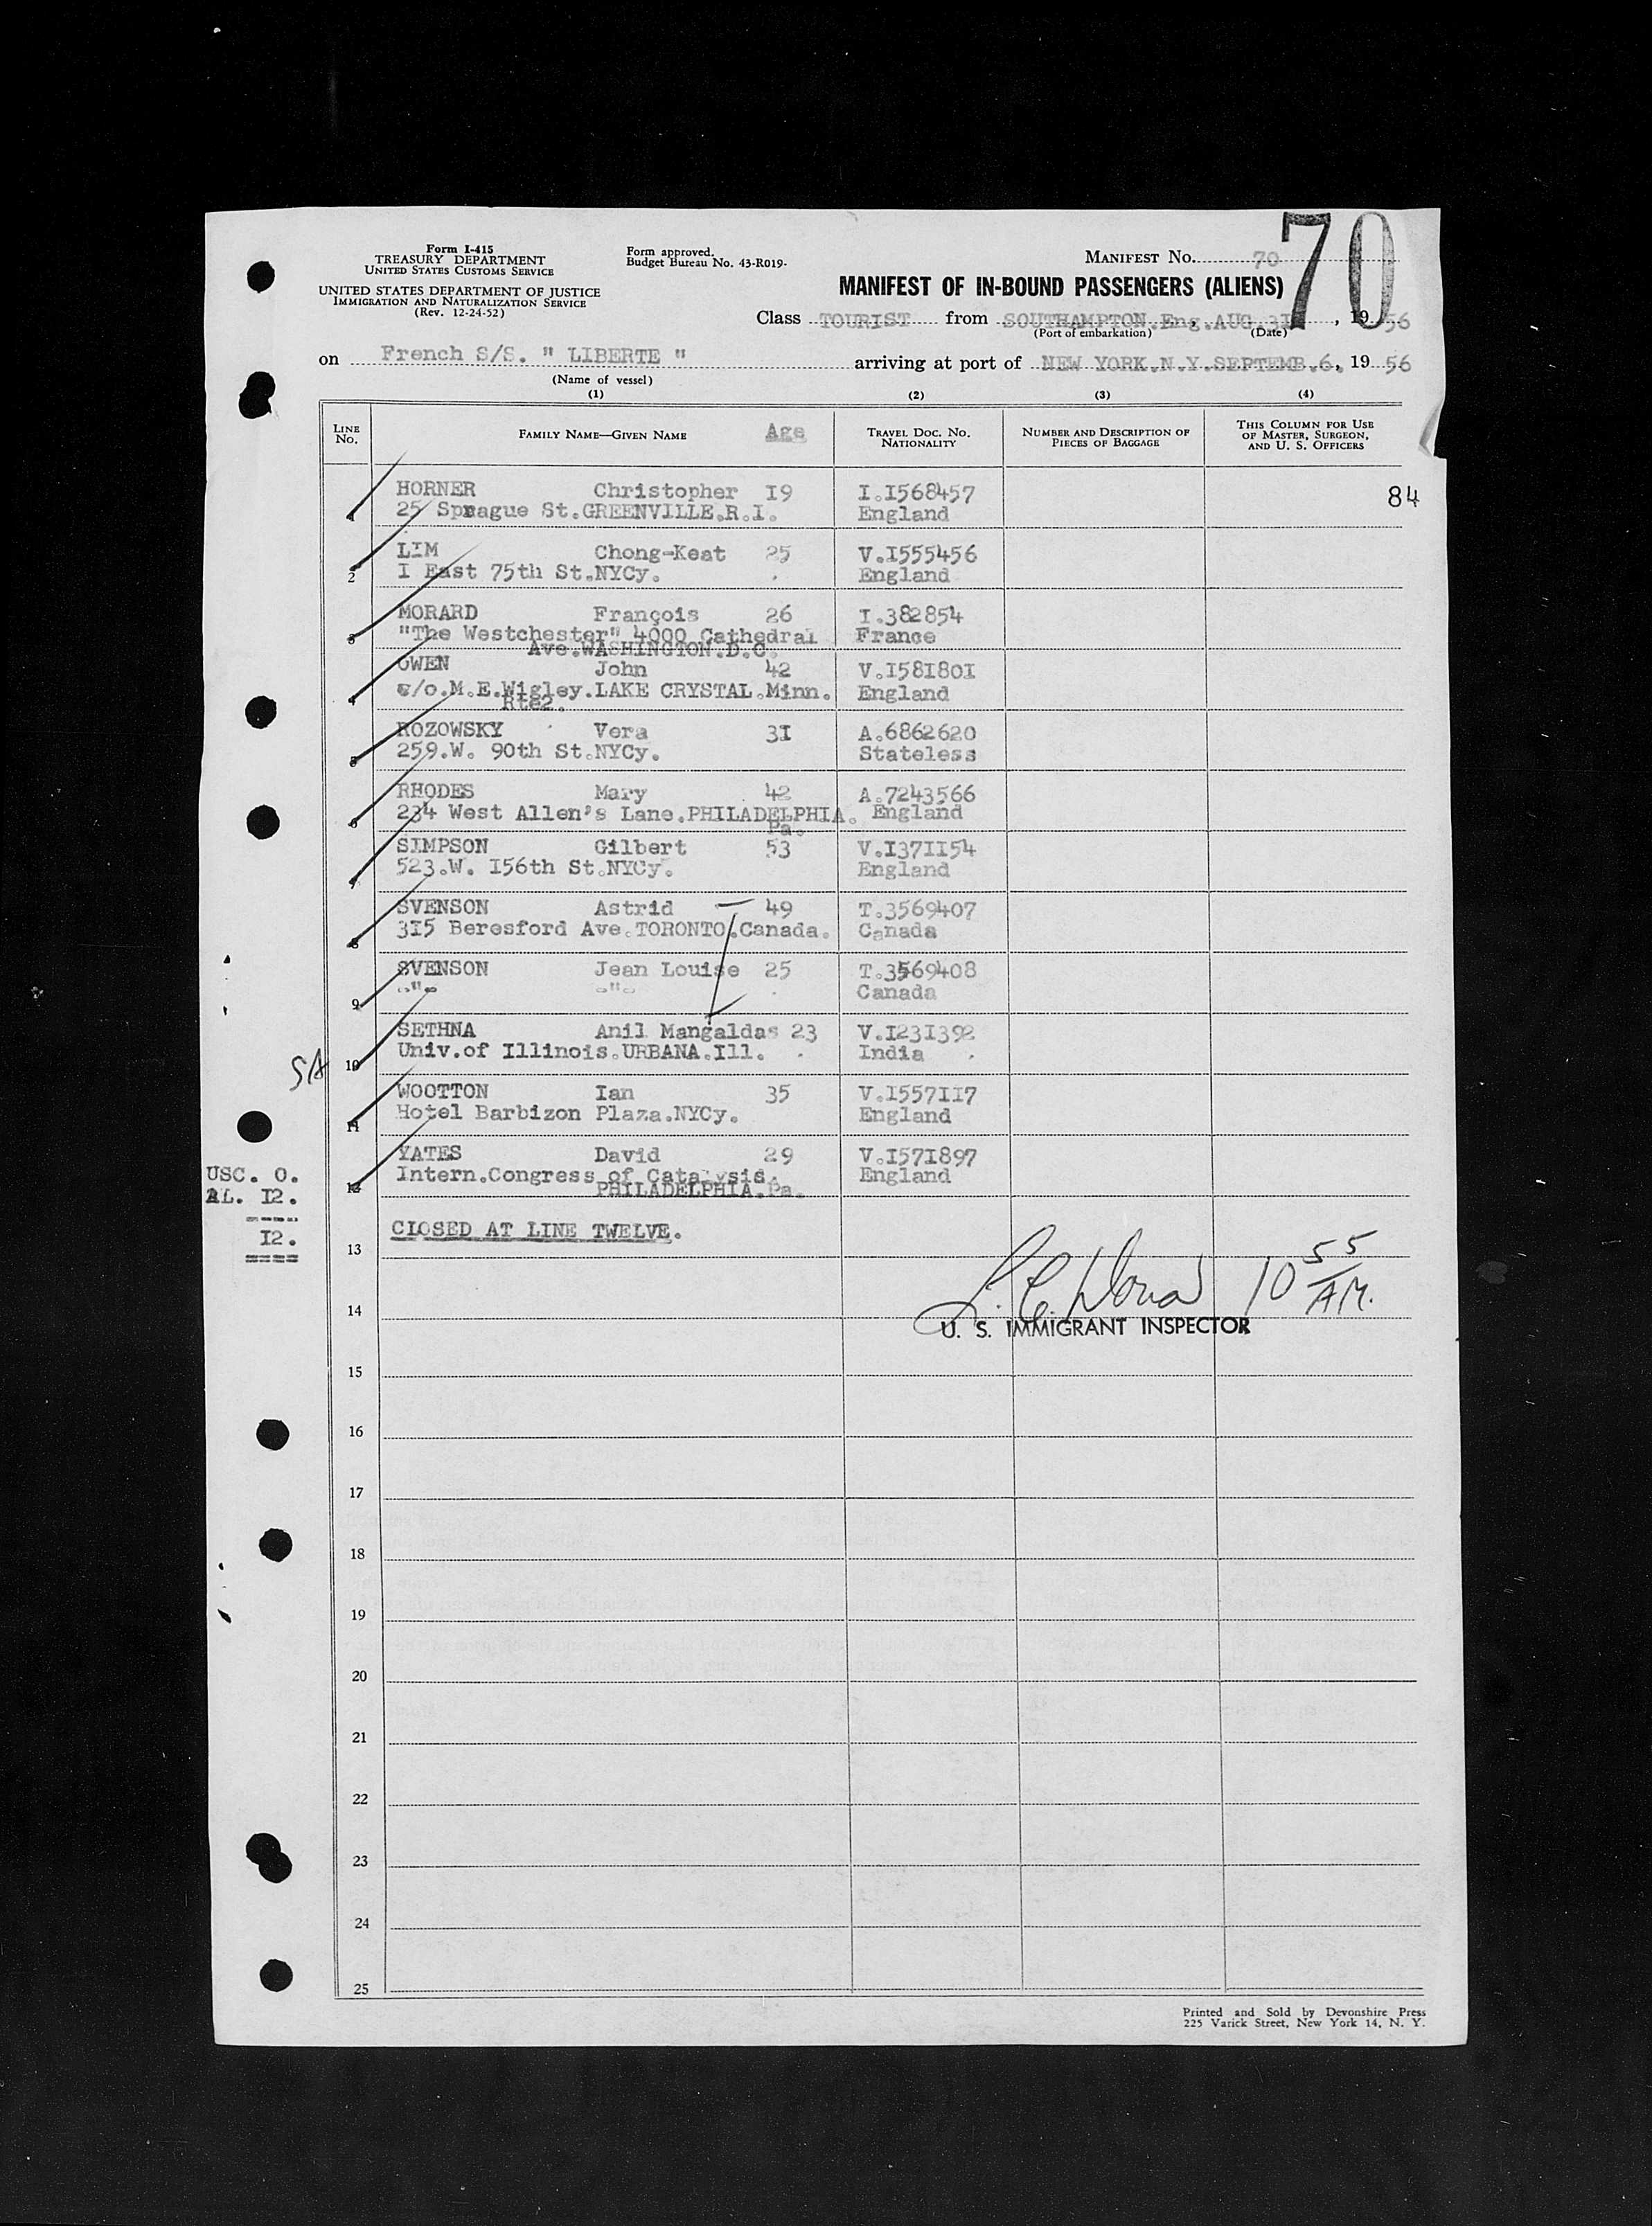 Form I-415
TREASURY DEPARTMENT
UNITED STATES CUSTOMS SERVICE
UNITED STATES DEPARTMENT OF JUSTICE
IMMIGRATION AND NATURALIZATION SERVICE
(Rev. 12-24-52)
Form approved.
Budget Bureau No. 43-R019.
MANIFEST No. 70
70
MANIFEST OF IN-BOUND PASSENGERS (ALIENS)
Class TOURIST from SOUTHAMPTON.Eng. , AUG 31 , 19 56
(Port of embarkation) (Date)
on French S/S. " LIBERTE " arriving at port of NEW YORK.N.Y.SEPTEMB.6, 19 56
(Name of vessel)
(1) (2) (3) (4)
LINE No. FAMILY NAME—GIVEN NAME Age TRAVEL DOC. NO. NATIONALITY NUMBER AND DESCRIPTION OF PIECES OF BAGGAGE THIS COLUMN FOR USE OF MASTER, SURGEON, AND U. S. OFFICERS
HORNER Christopher I9 I.I568457 84
1 25 Sprague St.GREENVILLE.R.I. England
LIM Chong-Keat 25 V.I555456
2 I East 75th St.NYCy. England
MORARD François 26 I.382854
3 "The Westchester" 4000 Cathedral France
Ave.WASHINGTON.D.C.
OWEN John 42 V.I58I80I
4 c/o.M.E.Wigley.LAKE CRYSTAL.Minn. England
Rte2.
ROZOWSKY Vera 3I A.6862620
5 259.W. 90th St.NYCy. Stateless
RHODES Mary 42 A.7243566
6 234 West Allen's Lane.PHILADELPHIA. England
Pa.
SIMPSON Gilbert 53 V.I37II54
7 523.W. I56th St.NYCy. England
SVENSON Astrid 49 T.3569407
8 3I5 Beresford Ave.TORONTO.Canada. Canada
SVENSON Jean Louise 25 T.3569408
9 .". .". Canada
SETHNA Anil Mangaldas 23 V.I23I392
SA 10 Univ.of Illinois.URBANA.Ill. India
WOOTTON Ian 35 V.I557II7
11 Hotel Barbizon Plaza.NYCy. England
YATES David 29 V.I57I897
12 Intern.Congress of Catalysis. England
PHILADELPHIA.Pa.
USC. 0.
AL. I2.
I2.
CLOSED AT LINE TWELVE.
13
10 55 AM.
14
U. S. IMMIGRANT INSPECTOR
15
16
17
18
19
20
21
22
23
24
25
Printed and Sold by Devonshire Press
225 Varick Street, New York 14, N. Y.